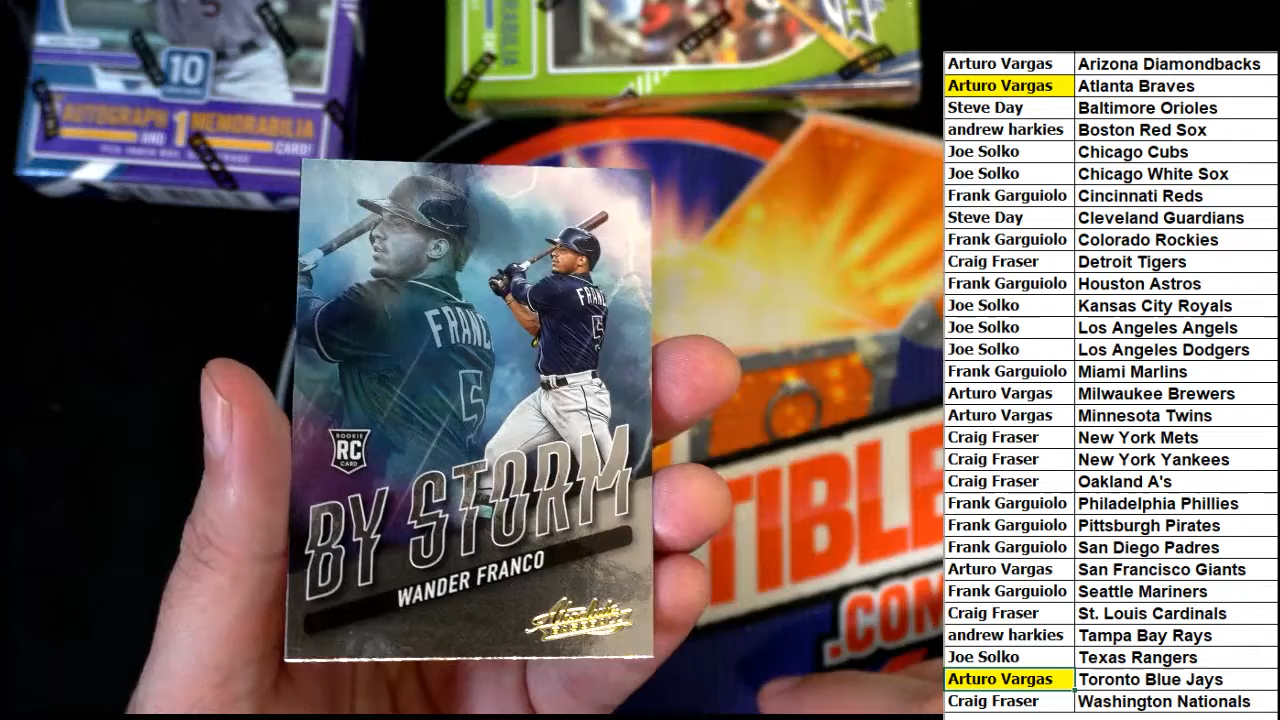 10
AUTOGRAPH AND 1 MEMORABILIA
CARD!
FRANC
5
FRANC
5
ROOKIE
RC
CARD
BY STORM
WANDER FRANCO
Absolute
TIBLE
.COM
Arturo Vargas Arizona Diamondbacks
Arturo Vargas Atlanta Braves
Steve Day Baltimore Orioles
andrew harkies Boston Red Sox
Joe Solko Chicago Cubs
Joe Solko Chicago White Sox
Frank Garguiolo Cincinnati Reds
Steve Day Cleveland Guardians
Frank Garguiolo Colorado Rockies
Craig Fraser Detroit Tigers
Frank Garguiolo Houston Astros
Joe Solko Kansas City Royals
Joe Solko Los Angeles Angels
Joe Solko Los Angeles Dodgers
Frank Garguiolo Miami Marlins
Arturo Vargas Milwaukee Brewers
Arturo Vargas Minnesota Twins
Craig Fraser New York Mets
Craig Fraser New York Yankees
Craig Fraser Oakland A's
Frank Garguiolo Philadelphia Phillies
Frank Garguiolo Pittsburgh Pirates
Frank Garguiolo San Diego Padres
Arturo Vargas San Francisco Giants
Frank Garguiolo Seattle Mariners
Craig Fraser St. Louis Cardinals
andrew harkies Tampa Bay Rays
Joe Solko Texas Rangers
Arturo Vargas Toronto Blue Jays
Craig Fraser Washington Nationals